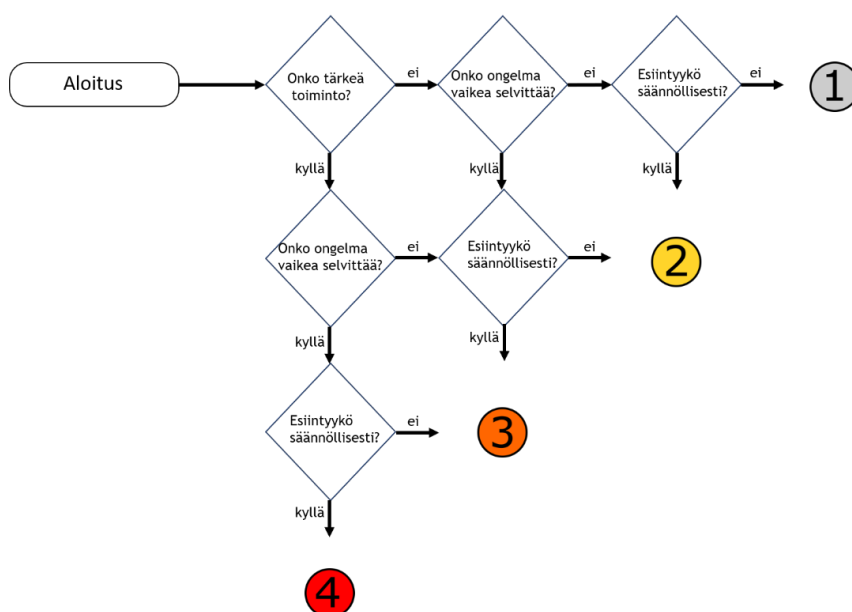 Aloitus
Onko tärkeä
toiminto?
ei
Onko ongelma
vaikea selvittää?
ei
Esiintyykö
säännöllisesti?
ei
1
kyllä
kyllä
kyllä
Onko ongelma
vaikea selvittää?
ei
Esiintyykö
säännöllisesti?
ei
2
kyllä
kyllä
Esiintyykö
säännöllisesti?
ei
3
kyllä
4